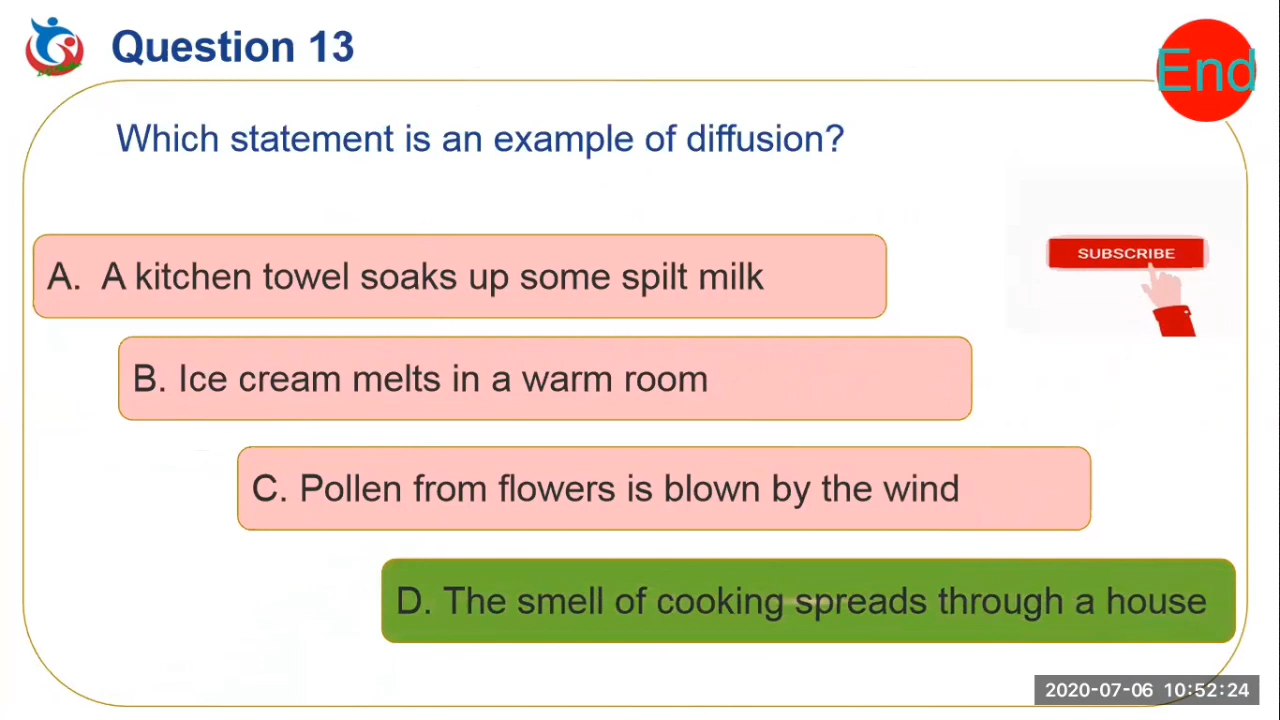 Question 13
End
Which statement is an example of diffusion?
A. A kitchen towel soaks up some spilt milk
SUBSCRIBE
B. Ice cream melts in a warm room
C. Pollen from flowers is blown by the wind
D. The smell of cooking spreads through a house
2020-07-06 10:52:24